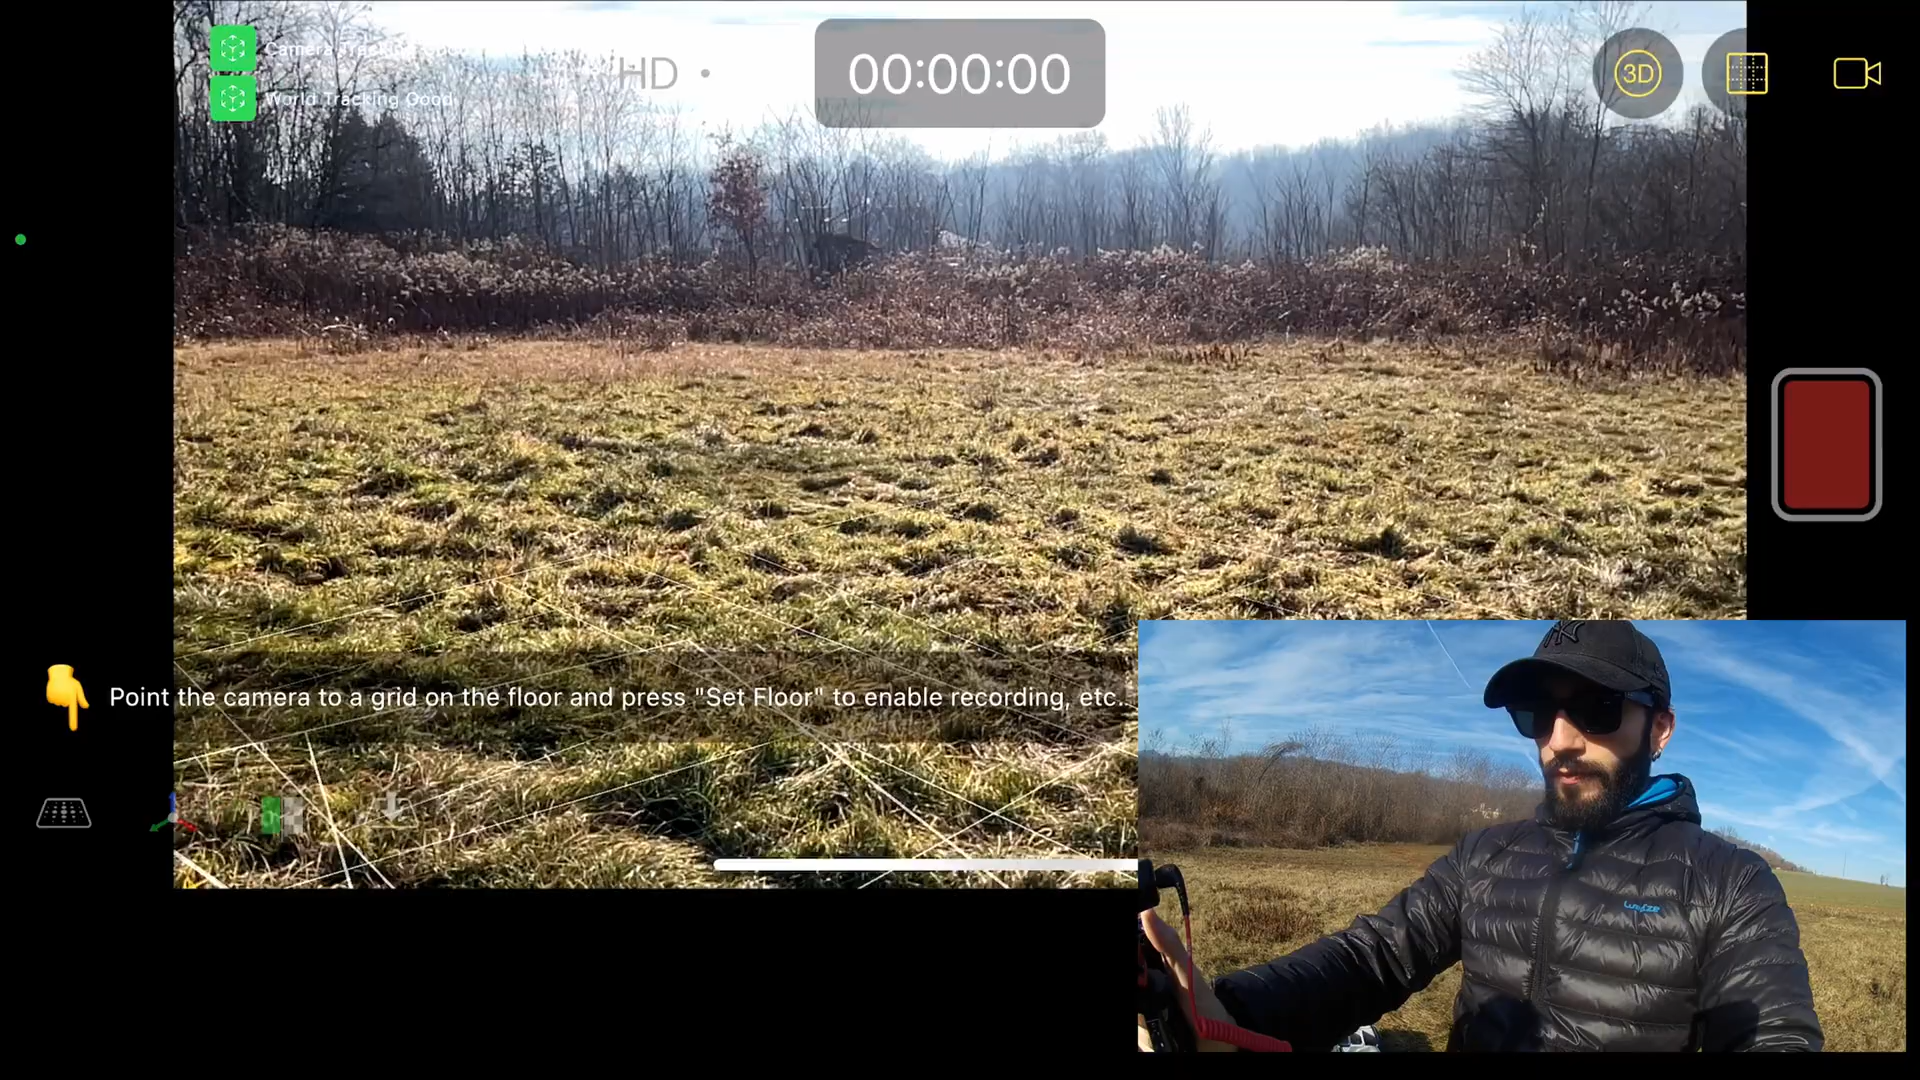 Camera Tracking Good
World Tracking Good
HD •
00:00:00
3D
Point the camera to a grid on the floor and press "Set Floor" to enable recording, etc..
NY